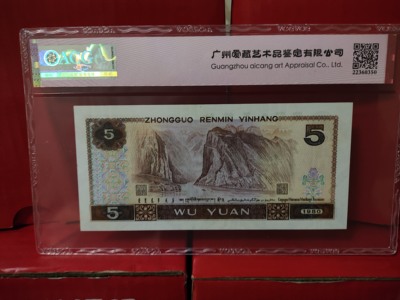 广州爱藏艺术品鉴定有限公司
Guangzhou aicang art Appraisal Co., Ltd.
22360350
ZHONGGUO RENMIN YINHANG
5
5
5
WU YUAN
1980